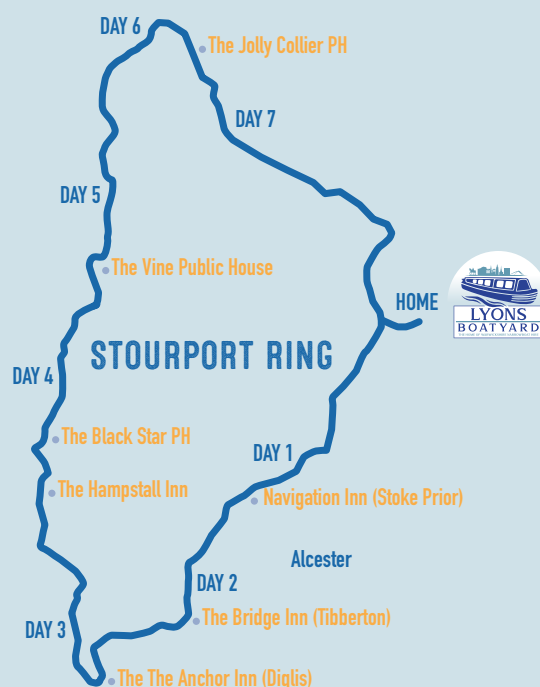 DAY 6
The Jolly Collier PH
DAY 7
DAY 5
The Vine Public House
HOME
LYONS
BOATYARD
STOURPORT RING
DAY 4
The Black Star PH
DAY 1
The Hampstall Inn
Navigation Inn (Stoke Prior)
Alcester
DAY 2
The Bridge Inn (Tibberton)
DAY 3
The The Anchor Inn (Diglis)